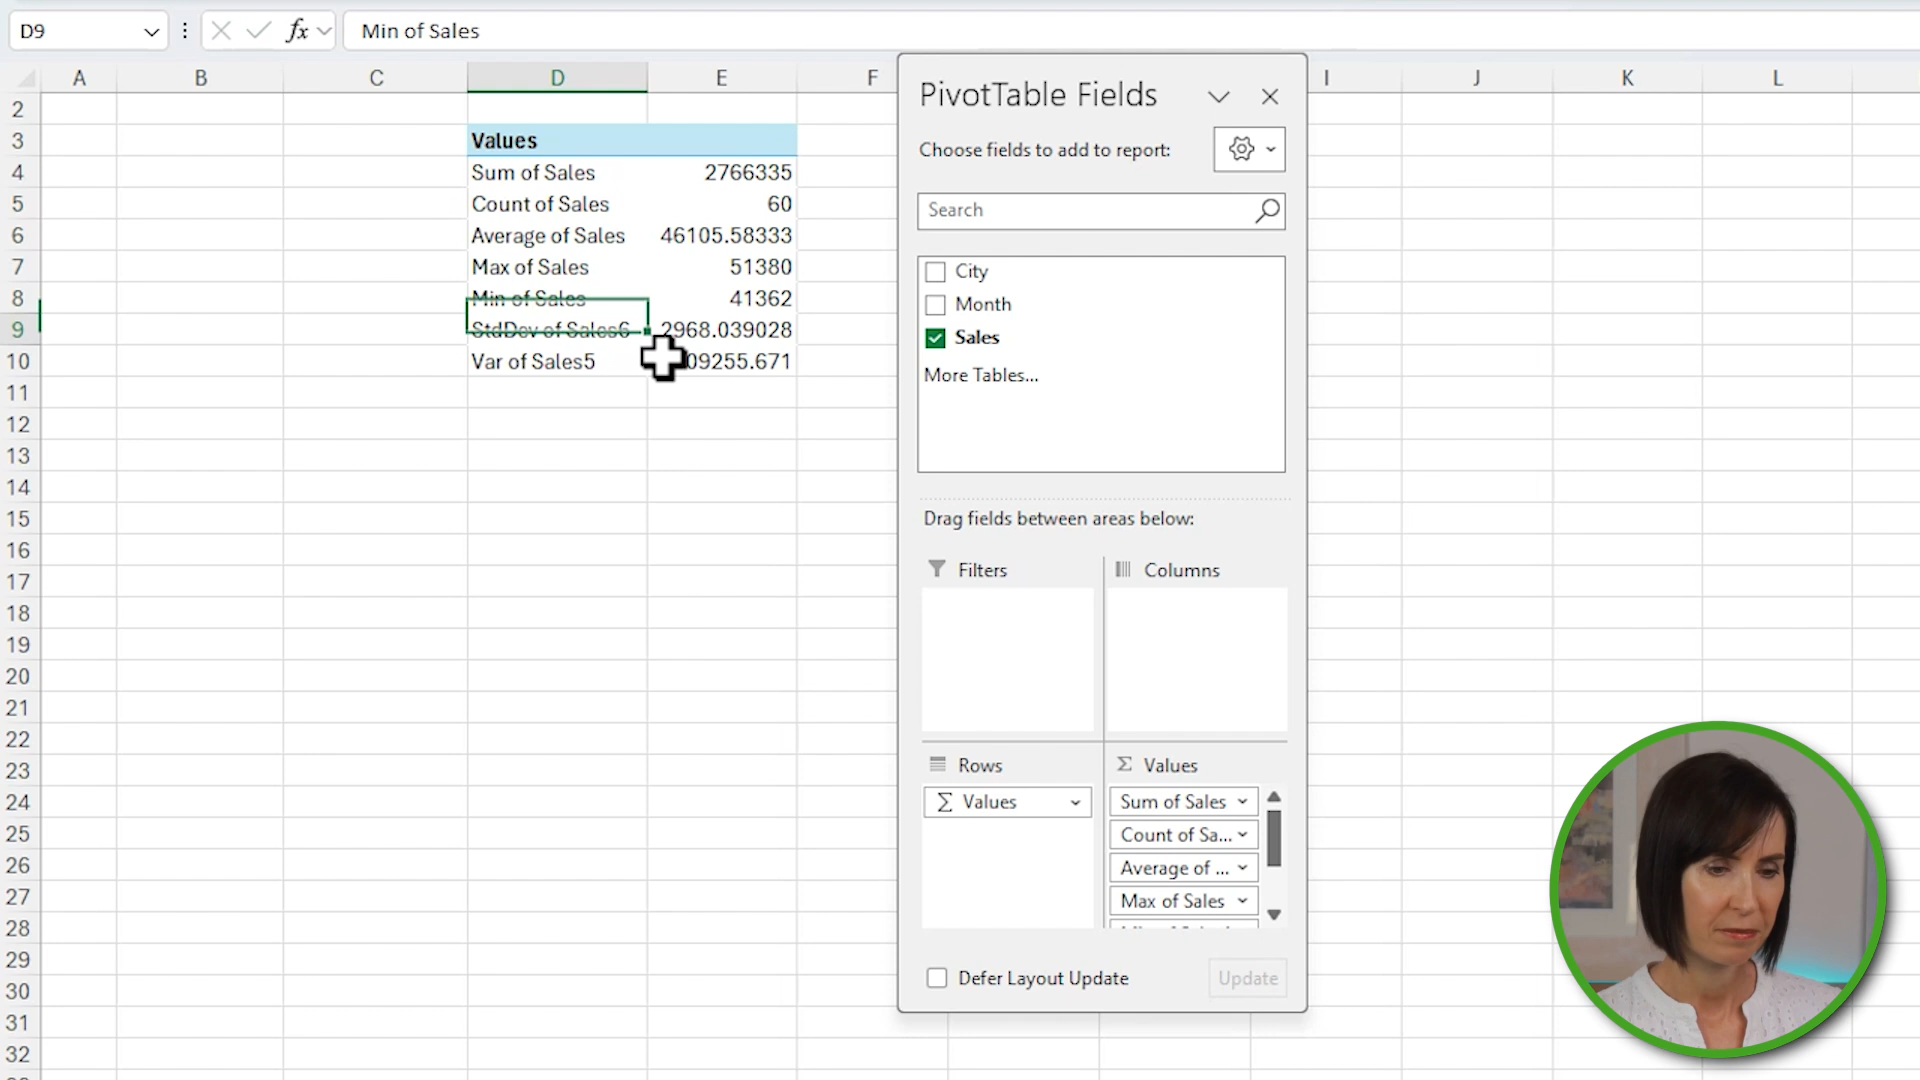 D9
fx
Min of Sales
A B C D E F I J K L
2
3 Values
4 Sum of Sales 2766335
5 Count of Sales 60
6 Average of Sales 46105.58333
7 Max of Sales 51380
8 Min of Sales 41362
9 StdDev of Sales6 2968.039028
10 Var of Sales5 09255.671
11
12
13
14
15
16
17
18
19
20
21
22
23
24
25
26
27
28
29
30
31
32
PivotTable Fields
Choose fields to add to report:
Search
City
Month
Sales
More Tables...
Drag fields between areas below:
Filters
Columns
Rows
Σ Values
Σ Values
Sum of Sales
Count of Sa...
Average of ...
Max of Sales
Defer Layout Update
Update